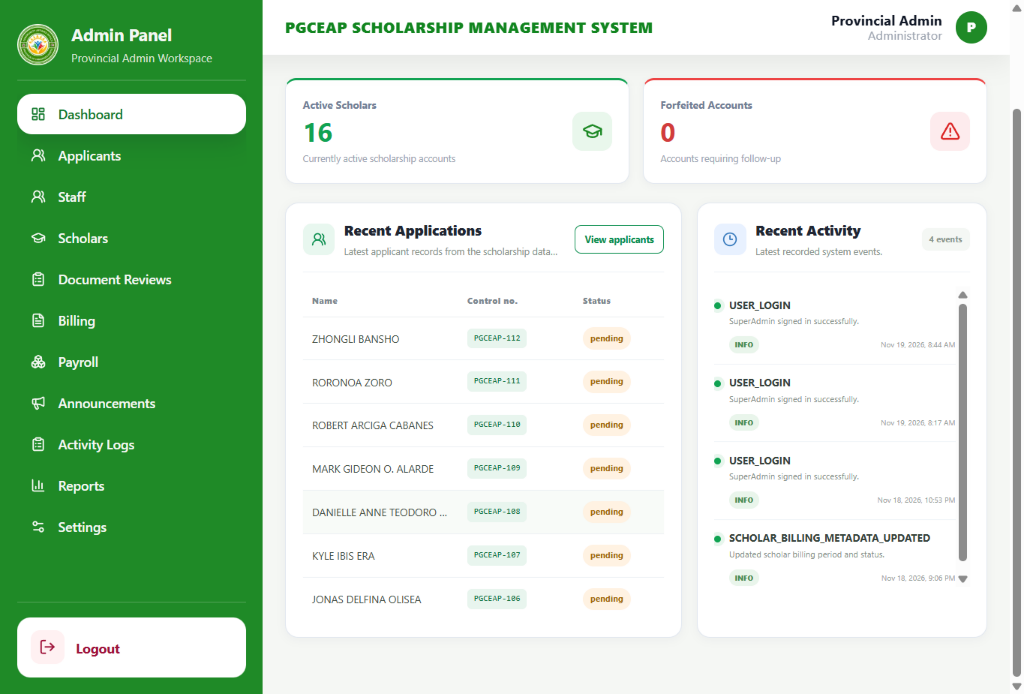 Admin Panel
Provincial Admin Workspace
Dashboard
Applicants
Staff
Scholars
Document Reviews
Billing
Payroll
Announcements
Activity Logs
Reports
Settings
Logout
PGCEAP SCHOLARSHIP MANAGEMENT SYSTEM
Provincial Admin
Administrator
P
Active Scholars
16
Currently active scholarship accounts
Forfeited Accounts
0
Accounts requiring follow-up
Recent Applications
Latest applicant records from the scholarship data...
View applicants
Name Control no. Status
ZHONGLI BANSHO PGCEAP-112 pending
RORONOA ZORO PGCEAP-111 pending
ROBERT ARCIGA CABANES PGCEAP-110 pending
MARK GIDEON O. ALARDE PGCEAP-109 pending
DANIELLE ANNE TEODORO ... PGCEAP-108 pending
KYLE IBIS ERA PGCEAP-107 pending
JONAS DELFINA OLISEA PGCEAP-106 pending
Recent Activity
Latest recorded system events.
4 events
USER_LOGIN
SuperAdmin signed in successfully.
INFO Nov 19, 2026, 8:44 AM
USER_LOGIN
SuperAdmin signed in successfully.
INFO Nov 19, 2026, 8:17 AM
USER_LOGIN
SuperAdmin signed in successfully.
INFO Nov 18, 2026, 10:53 PM
SCHOLAR_BILLING_METADATA_UPDATED
Updated scholar billing period and status.
INFO Nov 18, 2026, 9:06 PM